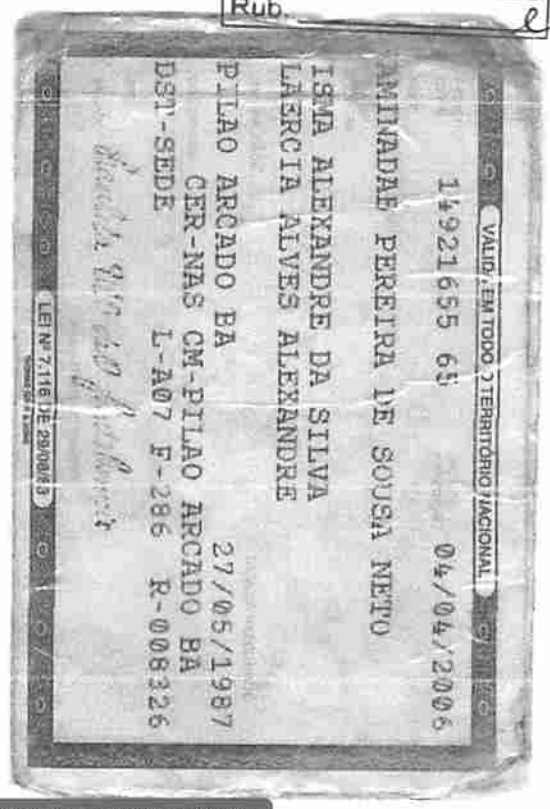 Rub.
VÁLIDA EM TODO O TERRITÓRIO NACIONAL
14921655 65 04/04/2006
AMINADAB PEREIRA DE SOUSA NETO
ISMA ALEXANDRE DA SILVA
LAERCIA ALVES ALEXANDRE
PILAO ARCADO BA 27/05/1987
CER-NAS CM-PILAO ARCADO BA
DST-SEDE L-A07 F-286 R-008326
LEI Nº 7.116 DE 29/08/83